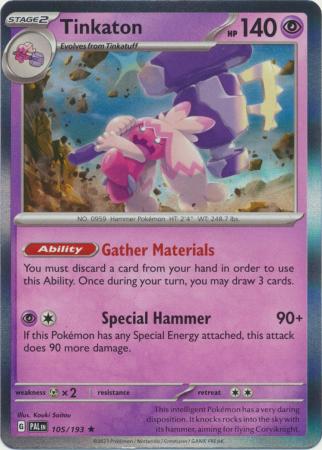 STAGE2
Tinkaton
HP 140
Evolves from Tinkatuff
NO. 0959 Hammer Pokémon HT: 2'4" WT: 248.7 lbs.
Ability Gather Materials
You must discard a card from your hand in order to use
this Ability. Once during your turn, you may draw 3 cards.
Special Hammer 90+
If this Pokémon has any Special Energy attached, this attack
does 90 more damage.
weakness ×2 resistance retreat
Illus. Kouki Saitou
G PAL EN 105/193 ★
This intelligent Pokémon has a very daring
disposition. It knocks rocks into the sky with its
hammer, aiming for flying Corviknight.
©2023 Pokémon / Nintendo / Creatures / GAME FREAK